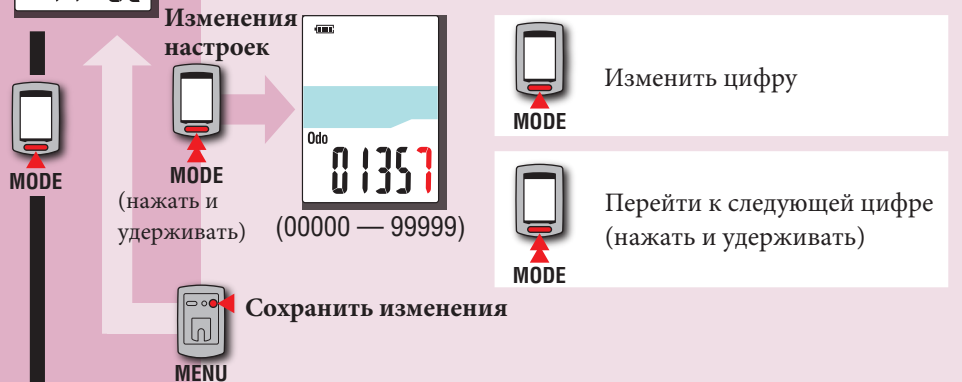 Изменения
настроек
MODE
MODE
(нажать и
удерживать)
Odo
01357
(00000 — 99999)
MODE
Изменить цифру
MODE
Перейти к следующей цифре
(нажать и удерживать)
Сохранить изменения
MENU